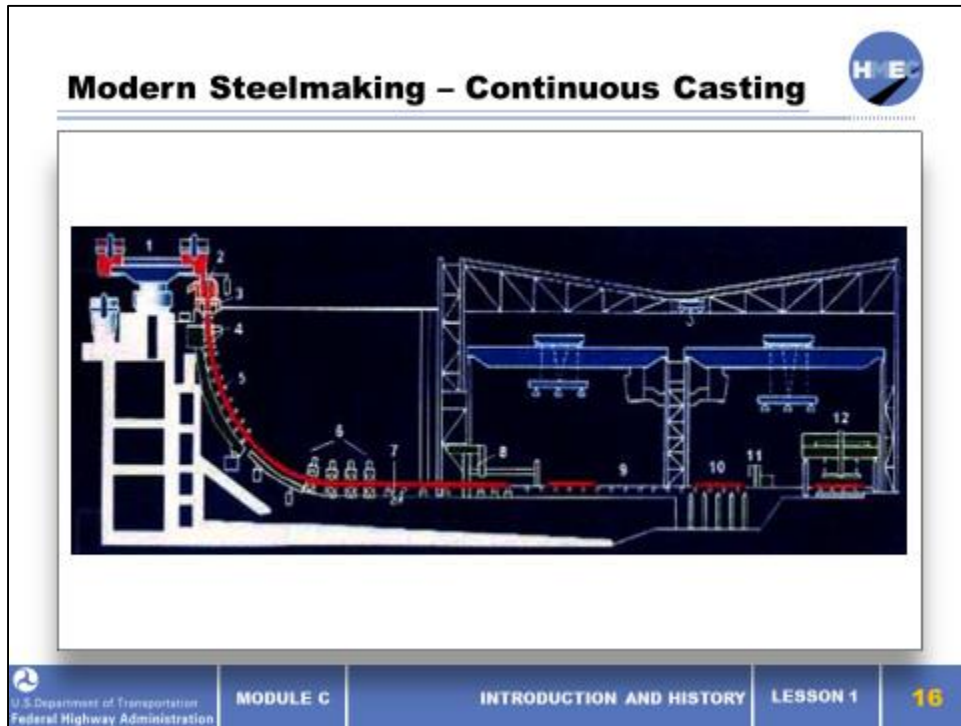 Modern Steelmaking – Continuous Casting
HMEC
1
2
3
4
5
6
7
8
9
10
11
12
U.S.Department of Transportation
Federal Highway Administration
MODULE C
INTRODUCTION AND HISTORY
LESSON 1
16